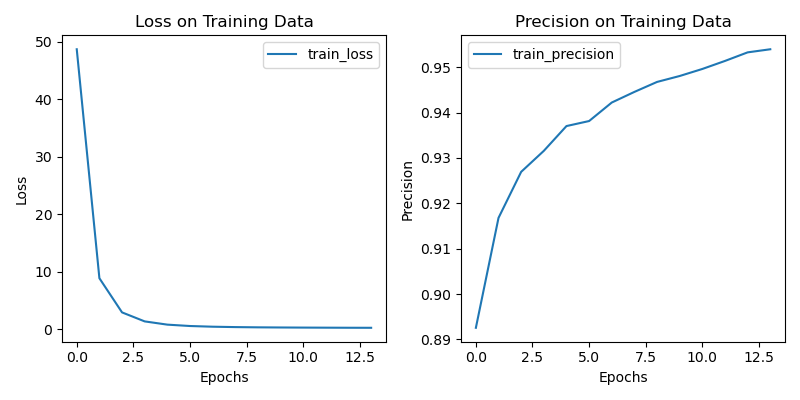 Loss on Training Data
train_loss
50
40
30
20
10
0
Loss
0.0 2.5 5.0 7.5 10.0 12.5
Epochs
Precision on Training Data
train_precision
0.95
0.94
0.93
0.92
0.91
0.90
0.89
Precision
0.0 2.5 5.0 7.5 10.0 12.5
Epochs